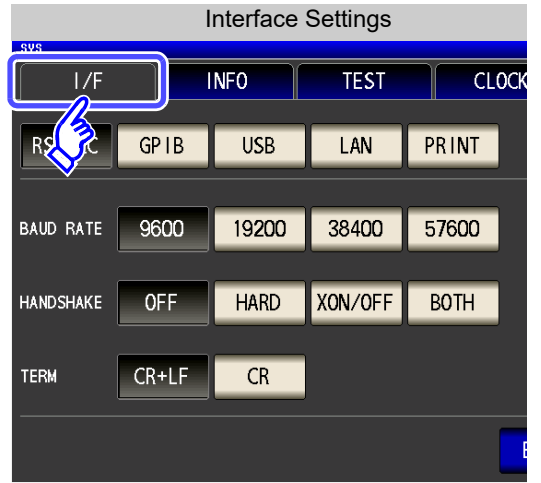 Interface Settings
SYS
I/F INFO TEST CLOCK
GPIB USB LAN PRINT
BAUD RATE 9600 19200 38400 57600
HANDSHAKE OFF HARD XON/OFF BOTH
TERM CR+LF CR